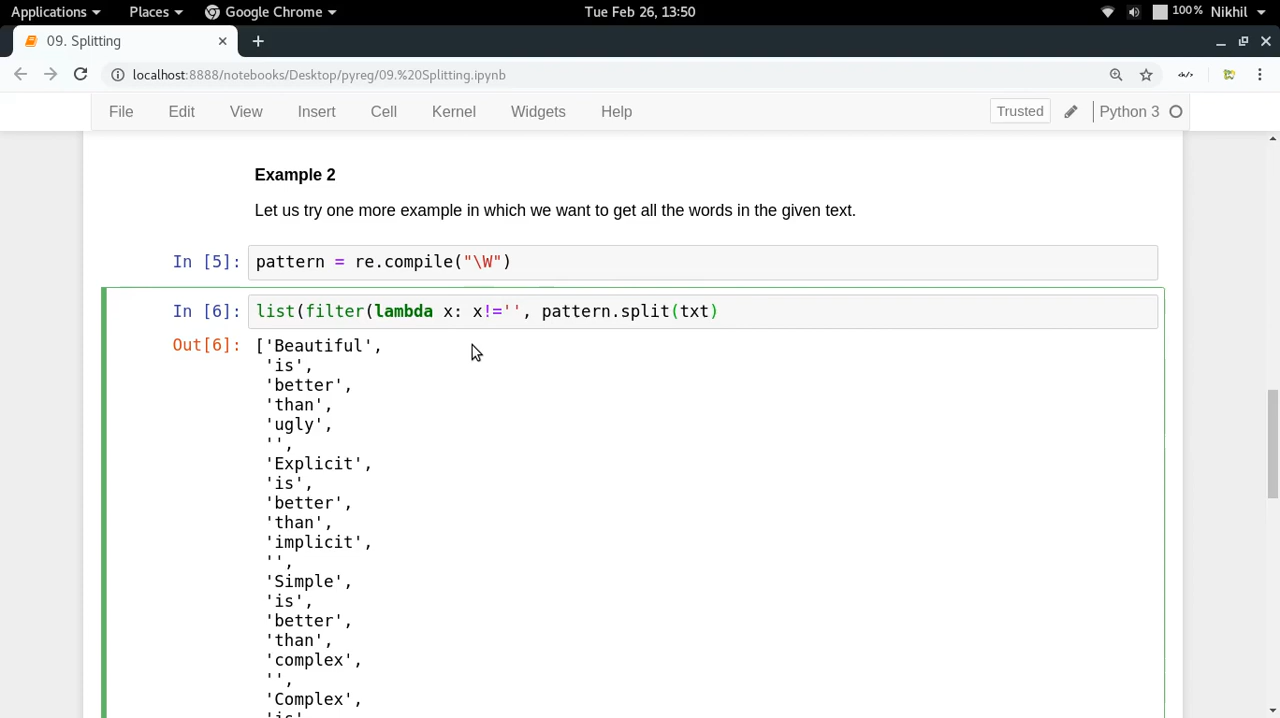 Applications Places Google Chrome Tue Feb 26, 13:50 100% Nikhil
09. Splitting
localhost:8888/notebooks/Desktop/pyreg/09.%20Splitting.ipynb
File Edit View Insert Cell Kernel Widgets Help Trusted Python 3
Example 2
Let us try one more example in which we want to get all the words in the given text.
In [5]: pattern = re.compile("\W")
In [6]: list(filter(lambda x: x!='', pattern.split(txt)
Out[6]: ['Beautiful',
'is',
'better',
'than',
'ugly',
'',
'Explicit',
'is',
'better',
'than',
'implicit',
'',
'Simple',
'is',
'better',
'than',
'complex',
'',
'Complex',
'is',